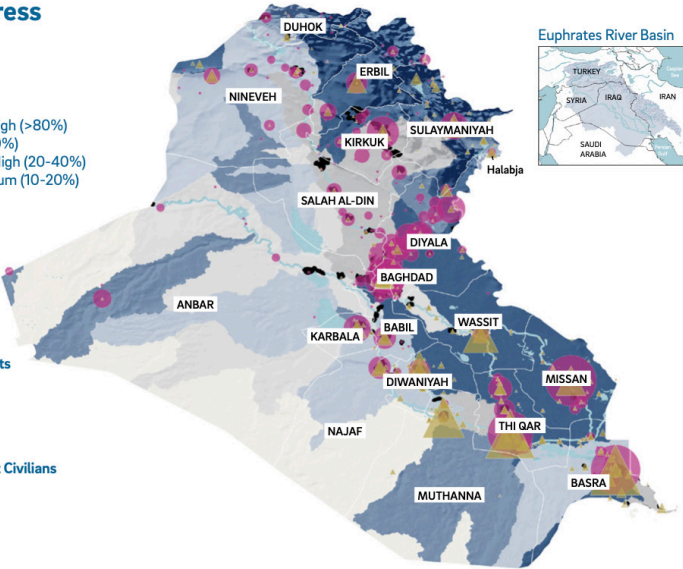 ress
gh (>80%)
0%)
High (20-40%)
um (10-20%)
ts
t Civilians
DUHOK
ERBIL
NINEVEH
KIRKUK
SULAYMANIYAH
Halabja
SALAH AL-DIN
DIYALA
BAGHDAD
ANBAR
KARBALA
BABIL
WASSIT
DIWANIYAH
MISSAN
NAJAF
THI QAR
MUTHANNA
BASRA
Euphrates River Basin
TURKEY
SYRIA
IRAQ
IRAN
SAUDI
ARABIA